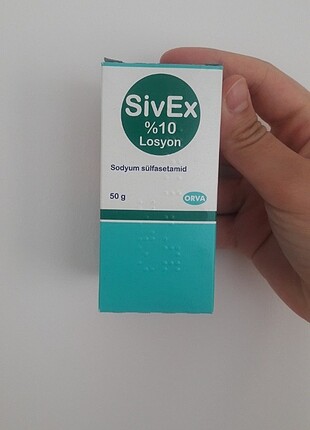 SivEx
%10
Losyon
Sodyum sülfasetamid
50 g
ORVA